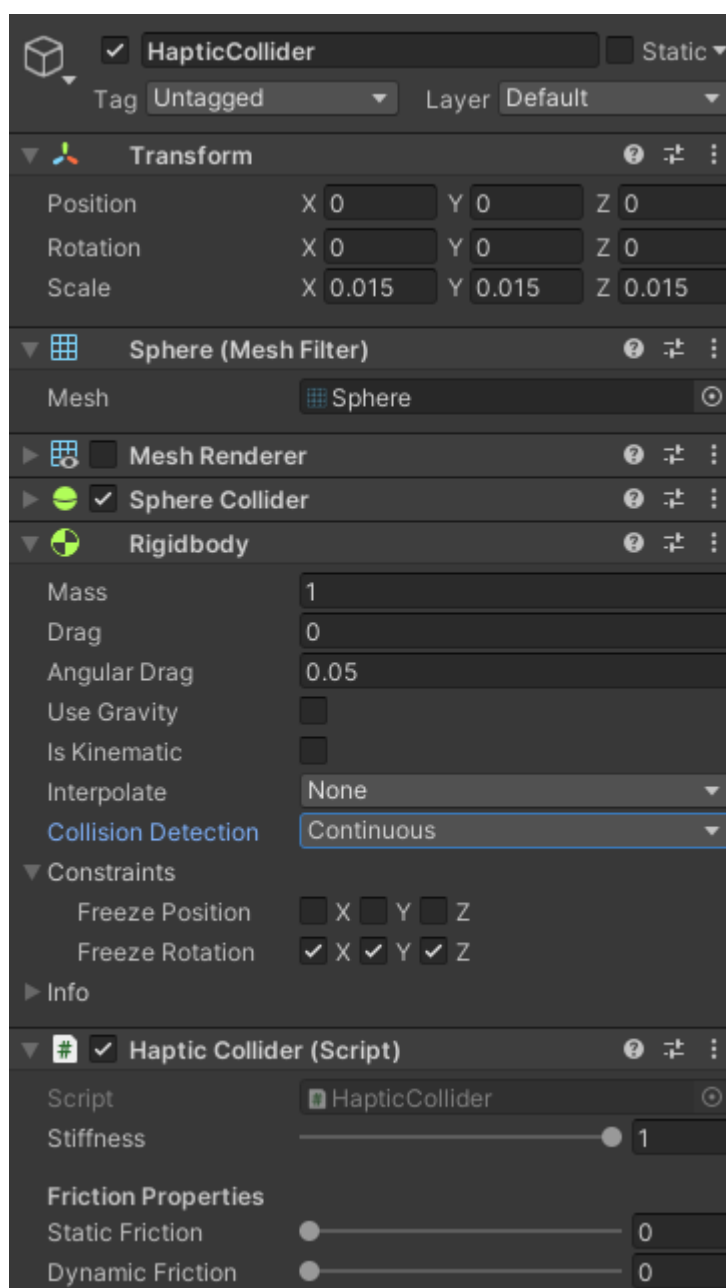 HapticCollider Static
Tag Untagged Layer Default
Transform
Position X 0 Y 0 Z 0
Rotation X 0 Y 0 Z 0
Scale X 0.015 Y 0.015 Z 0.015
Sphere (Mesh Filter)
Mesh Sphere
Mesh Renderer
Sphere Collider
Rigidbody
Mass 1
Drag 0
Angular Drag 0.05
Use Gravity
Is Kinematic
Interpolate None
Collision Detection Continuous
Constraints
Freeze Position X Y Z
Freeze Rotation X Y Z
Info
# Haptic Collider (Script)
Script # HapticCollider
Stiffness 1
Friction Properties
Static Friction 0
Dynamic Friction 0